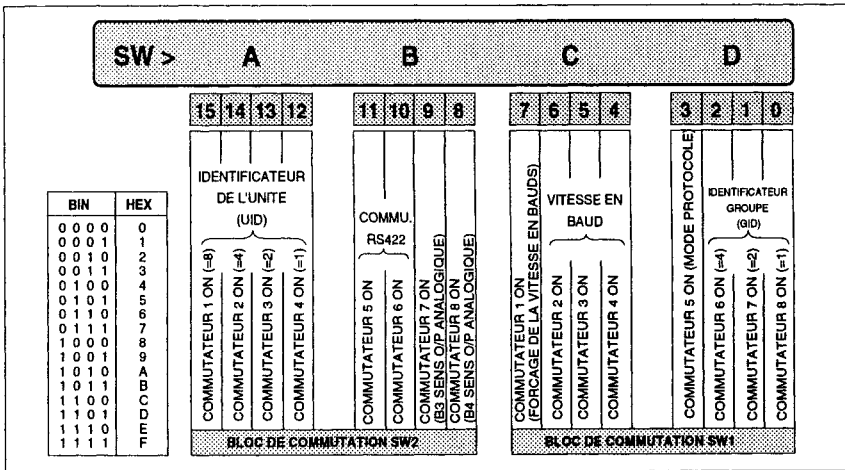 SW > A B C D
15 14 13 12 11 10 9 8 7 6 5 4 3 2 1 0
IDENTIFICATEUR
DE L'UNITE
(UID)
COMMU.
RS422
VITESSE EN
BAUD
IDENTIFICATEUR
GROUPE
(GID)
COMMUTATEUR 1 ON (=8)
COMMUTATEUR 2 ON (=4)
COMMUTATEUR 3 ON (=2)
COMMUTATEUR 4 ON (=1)
COMMUTATEUR 5 ON
COMMUTATEUR 6 ON
COMMUTATEUR 7 ON
(B3 SENS O/P ANALOGIQUE)
COMMUTATEUR 8 ON
(B4 SENS O/P ANALOGIQUE)
COMMUTATEUR 1 ON
(FORCAGE DE LA VITESSE EN BAUDS)
COMMUTATEUR 2 ON
COMMUTATEUR 3 ON
COMMUTATEUR 4 ON
COMMUTATEUR 5 ON (MODE PROTOCOLE)
COMMUTATEUR 6 ON (=4)
COMMUTATEUR 7 ON (=2)
COMMUTATEUR 8 ON (=1)
BLOC DE COMMUTATION SW2
BLOC DE COMMUTATION SW1
BIN HEX
0 0 0 0 0
0 0 0 1 1
0 0 1 0 2
0 0 1 1 3
0 1 0 0 4
0 1 0 1 5
0 1 1 0 6
0 1 1 1 7
1 0 0 0 8
1 0 0 1 9
1 0 1 0 A
1 0 1 1 B
1 1 0 0 C
1 1 0 1 D
1 1 1 0 E
1 1 1 1 F